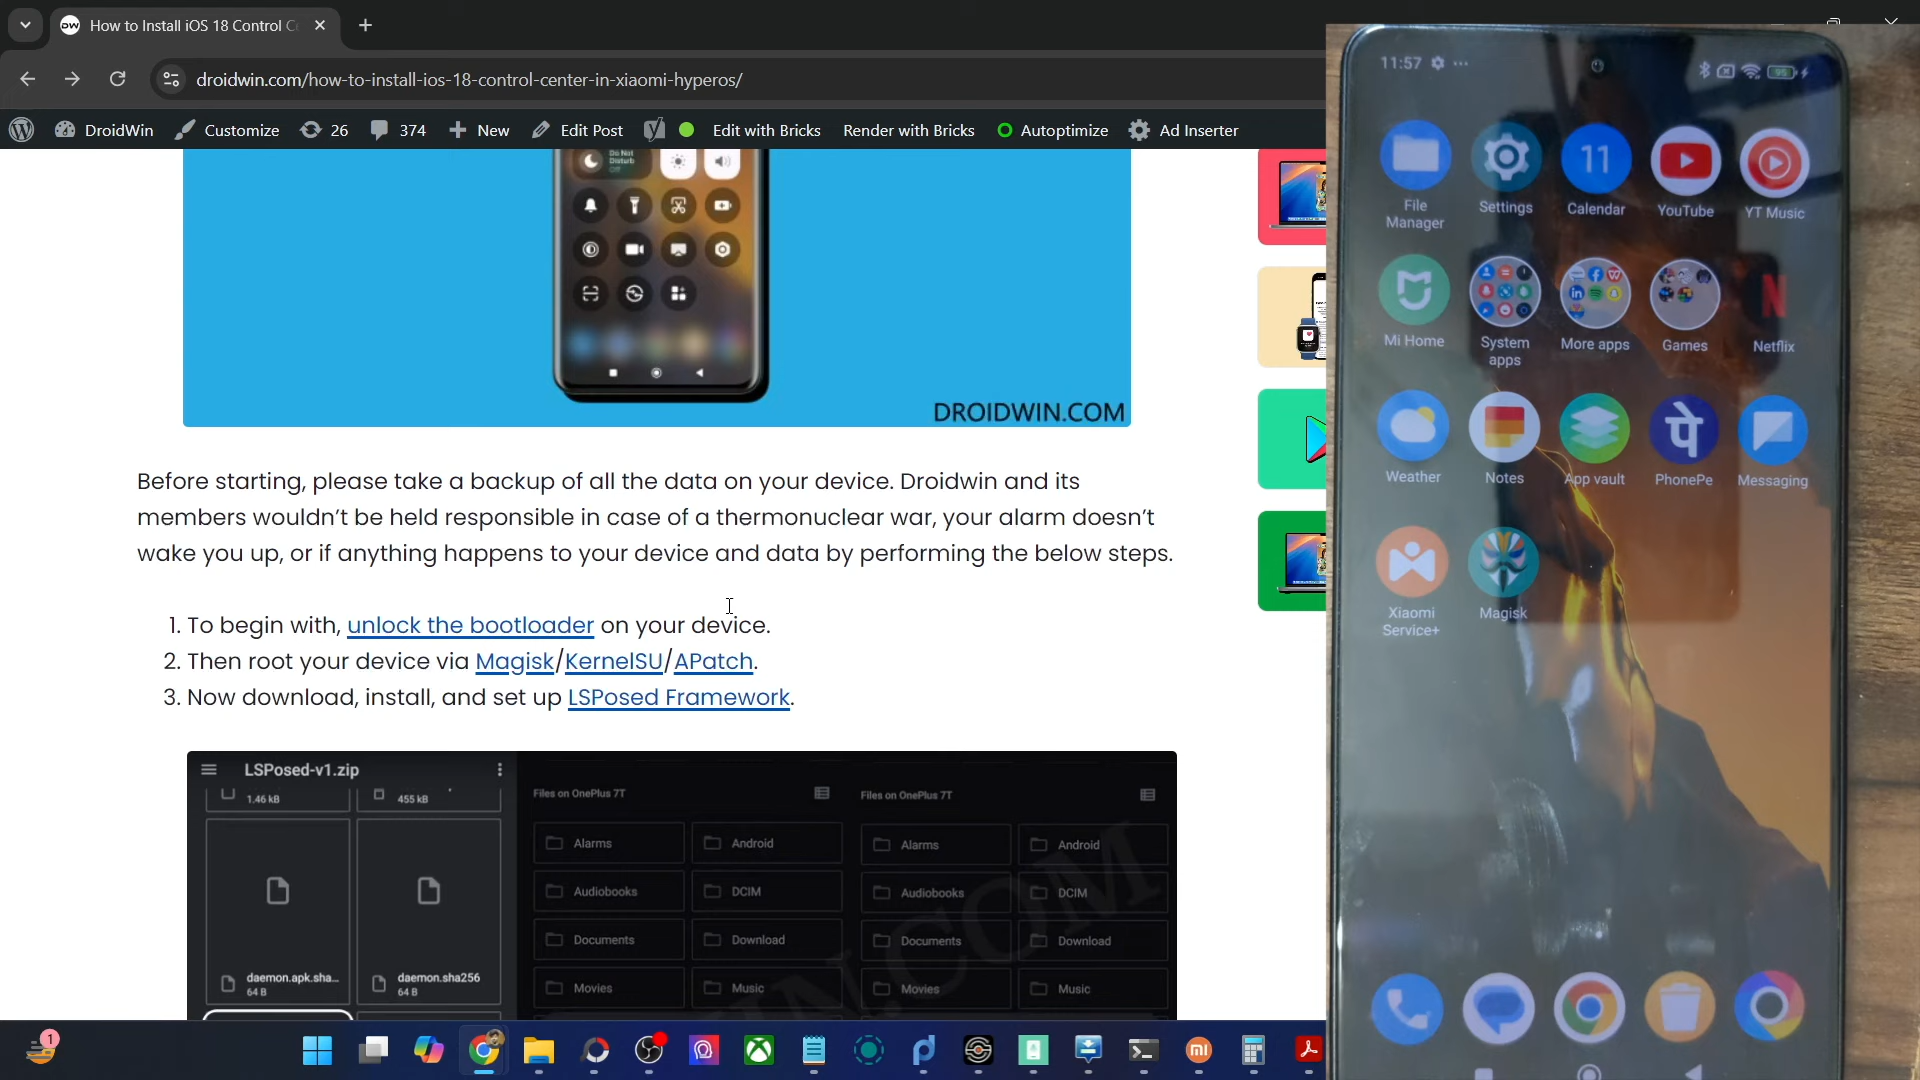 How to Install iOS 18 Control C
droidwin.com/how-to-install-ios-18-control-center-in-xiaomi-hyperos/
DroidWin
Customize
26
374
New
Edit Post
Edit with Bricks
Render with Bricks
Autoptimize
Ad Inserter
Do Not
Disturb
Off
DROIDWIN.COM
Before starting, please take a backup of all the data on your device. Droidwin and its
members wouldn't be held responsible in case of a thermonuclear war, your alarm doesn't
wake you up, or if anything happens to your device and data by performing the below steps.
1. To begin with, unlock the bootloader on your device.
2. Then root your device via Magisk/KernelSU/APatch.
3. Now download, install, and set up LSPosed Framework.
LSPosed-v1.zip
1.46 kB
455 kB
daemon.apk.sha...
64 B
daemon.sha256
64 B
Files on OnePlus 7T
Alarms
Android
Audiobooks
DCIM
Documents
Download
Movies
Music
Files on OnePlus 7T
Alarms
Android
Audiobooks
DCIM
Documents
Download
Movies
Music
11:57
95
File
Manager
Settings
11
Calendar
YouTube
YT Music
Mi Home
System
apps
More apps
Games
Netflix
Weather
Notes
App vault
PhonePe
Messaging
Xiaomi
Service+
Magisk
1